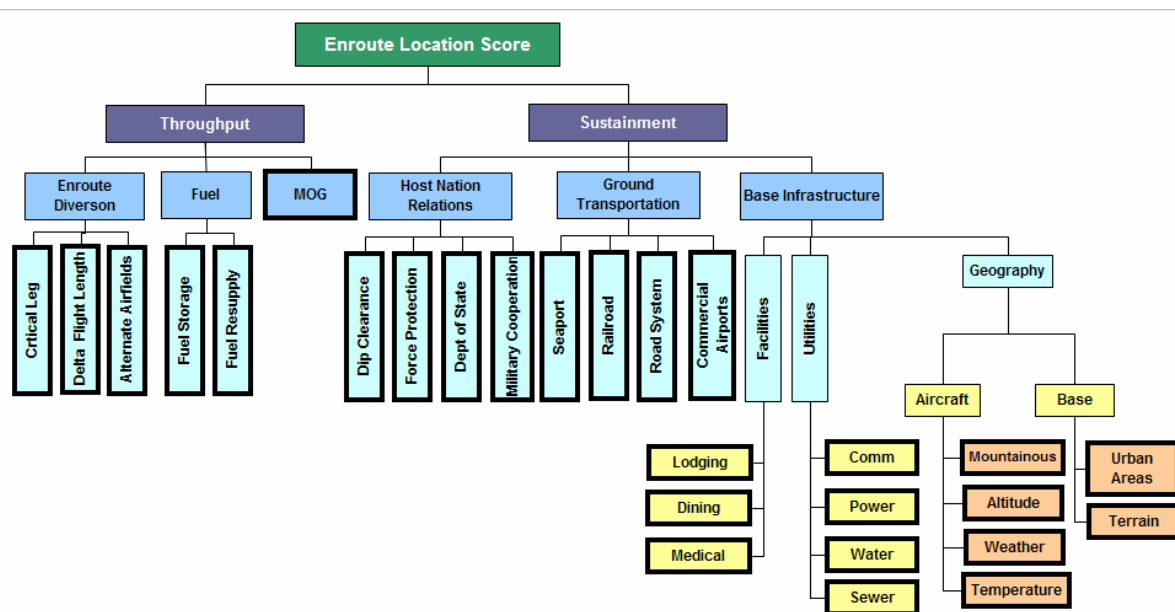 Enroute Location Score
Throughput
Sustainment
Enroute
Diverson
Fuel
MOG
Host Nation
Relations
Ground
Transportation
Base Infrastructure
Crtical Leg
Delta Flight Length
Alternate Airfields
Fuel Storage
Fuel Resupply
Dip Clearance
Force Protection
Dept of State
Military Cooperation
Seaport
Railroad
Road System
Commercial
Airports
Facilities
Utilities
Geography
Aircraft
Base
Lodging
Dining
Medical
Comm
Power
Water
Sewer
Mountainous
Altitude
Weather
Temperature
Urban
Areas
Terrain